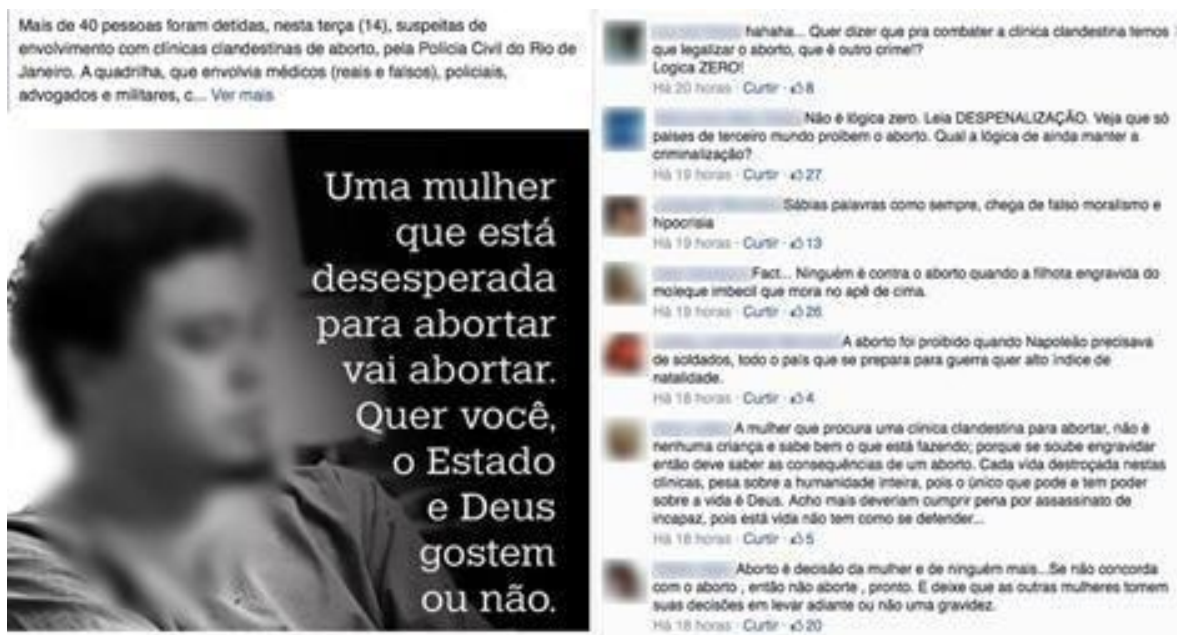 Mais de 40 pessoas foram detidas, nesta terça (14), suspeitas de
envolvimento com clínicas clandestinas de aborto, pela Polícia Civil do Rio de
Janeiro. A quadrilha, que envolvia médicos (reais e falsos), policiais,
advogados e militares, c... Ver mais
Uma mulher
que está
desesperada
para abortar
vai abortar.
Quer você,
o Estado
e Deus
gostem
ou não.
hahaha... Quer dizer que pra combater a clínica clandestina temos
que legalizar o aborto, que é outro crime!?
Logica ZERO!
Há 20 horas · Curtir · 8
Não é lógica zero. Leia DESPENALIZAÇÃO. Veja que só
países de terceiro mundo proíbem o aborto. Qual a lógica de ainda manter a
criminalização?
Há 19 horas · Curtir · 27
Sábias palavras como sempre, chega de falso moralismo e
hipocrisia
Há 19 horas · Curtir · 13
Fact... Ninguém é contra o aborto quando a filhota engravida do
moleque imbecil que mora no apê de cima.
Há 19 horas · Curtir · 26
A aborto foi proibido quando Napoleão precisava
de soldados, todo o país que se prepara para guerra quer alto índice de
natalidade.
Há 18 horas · Curtir · 4
A mulher que procura uma clínica clandestina para abortar, não é
nenhuma criança e sabe bem o que está fazendo; porque se soube engravidar
então deve saber as consequências de um aborto. Cada vida destroçada nestas
clínicas, pesa sobre a humanidade inteira, pois o único que pode e tem poder
sobre a vida é Deus. Acho mais deveriam cumprir pena por assassinato de
incapaz, pois está vida não tem como se defender...
Há 18 horas · Curtir · 5
Aborto é decisão da mulher e de ninguém mais...Se não concorda
com o aborto , então não aborte , pronto. E deixe que as outras mulheres tomem
suas decisões em levar adiante ou não uma gravidez.
Há 18 horas · Curtir · 20